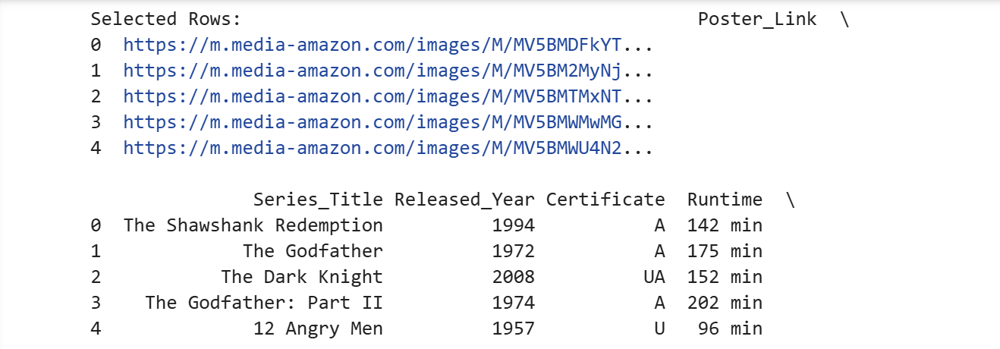 Selected Rows:                                          Poster_Link  \
0  https://m.media-amazon.com/images/M/MV5BMDFkYT...
1  https://m.media-amazon.com/images/M/MV5BM2MyNj...
2  https://m.media-amazon.com/images/M/MV5BMTMxNT...
3  https://m.media-amazon.com/images/M/MV5BMWMwMG...
4  https://m.media-amazon.com/images/M/MV5BMWU4N2...

               Series_Title Released_Year Certificate  Runtime  \
0  The Shawshank Redemption          1994           A  142 min
1             The Godfather          1972           A  175 min
2           The Dark Knight          2008          UA  152 min
3    The Godfather: Part II          1974           A  202 min
4              12 Angry Men          1957           U   96 min